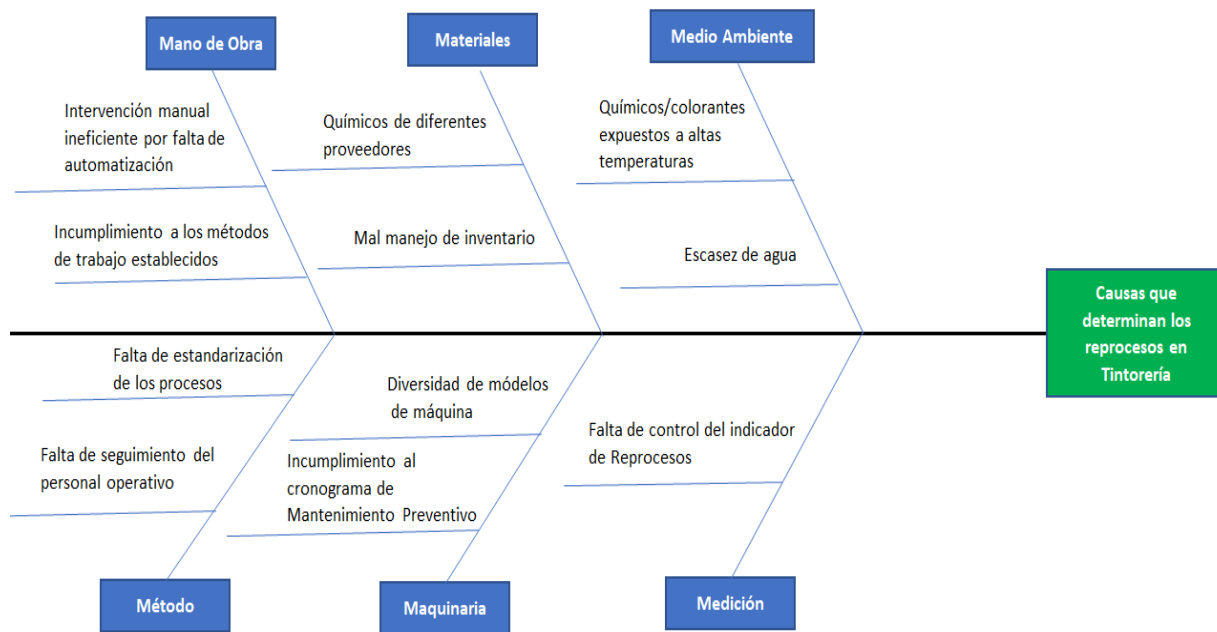 Mano de Obra
Materiales
Medio Ambiente
Intervención manual
ineficiente por falta de
automatización
Químicos de diferentes
proveedores
Químicos/colorantes
expuestos a altas
temperaturas
Incumplimiento a los métodos
de trabajo establecidos
Mal manejo de inventario
Escasez de agua
Causas que
determinan los
reprocesos en
Tintorería
Falta de estandarización
de los procesos
Diversidad de módelos
de máquina
Falta de control del indicador
de Reprocesos
Falta de seguimiento del
personal operativo
Incumplimiento al
cronograma de
Mantenimiento Preventivo
Método
Maquinaria
Medición